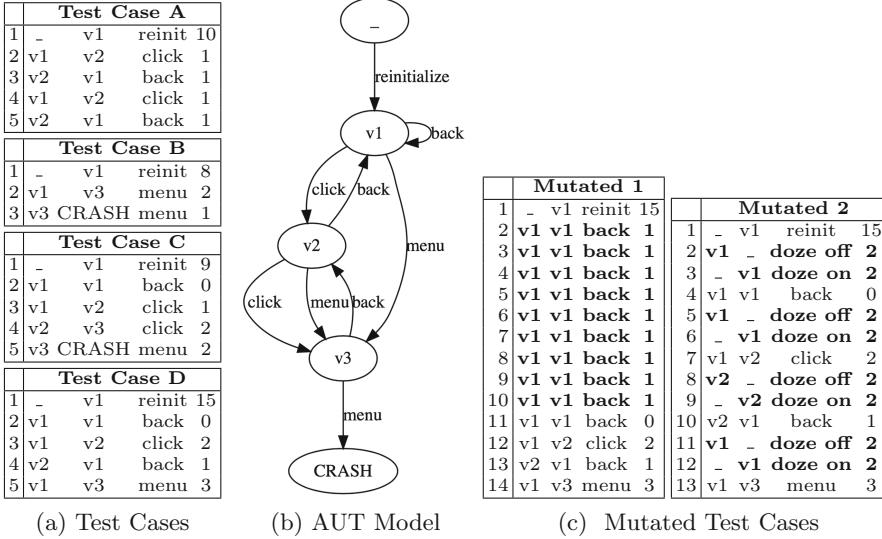 Test Case A
1 _ v1 reinit 10
2 v1 v2 click 1
3 v2 v1 back 1
4 v1 v2 click 1
5 v2 v1 back 1
Test Case B
1 _ v1 reinit 8
2 v1 v3 menu 2
3 v3 CRASH menu 1
Test Case C
1 _ v1 reinit 9
2 v1 v1 back 0
3 v1 v2 click 1
4 v2 v3 click 2
5 v3 CRASH menu 2
Test Case D
1 _ v1 reinit 15
2 v1 v1 back 0
3 v1 v2 click 2
4 v2 v1 back 1
5 v1 v3 menu 3
(a) Test Cases
_
reinitialize
v1
back
click
back
v2
menu
click
menu
back
v3
menu
CRASH
(b) AUT Model
Mutated 1
1 _ v1 reinit 15
2 v1 v1 back 1
3 v1 v1 back 1
4 v1 v1 back 1
5 v1 v1 back 1
6 v1 v1 back 1
7 v1 v1 back 1
8 v1 v1 back 1
9 v1 v1 back 1
10 v1 v1 back 1
11 v1 v1 back 0
12 v1 v2 click 2
13 v2 v1 back 1
14 v1 v3 menu 3
Mutated 2
1 _ v1 reinit 15
2 v1 _ doze off 2
3 _ v1 doze on 2
4 v1 v1 back 0
5 v1 _ doze off 2
6 _ v1 doze on 2
7 v1 v2 click 2
8 v2 _ doze off 2
9 _ v2 doze on 2
10 v2 v1 back 1
11 v1 _ doze off 2
12 _ v1 doze on 2
13 v1 v3 menu 3
(c) Mutated Test Cases